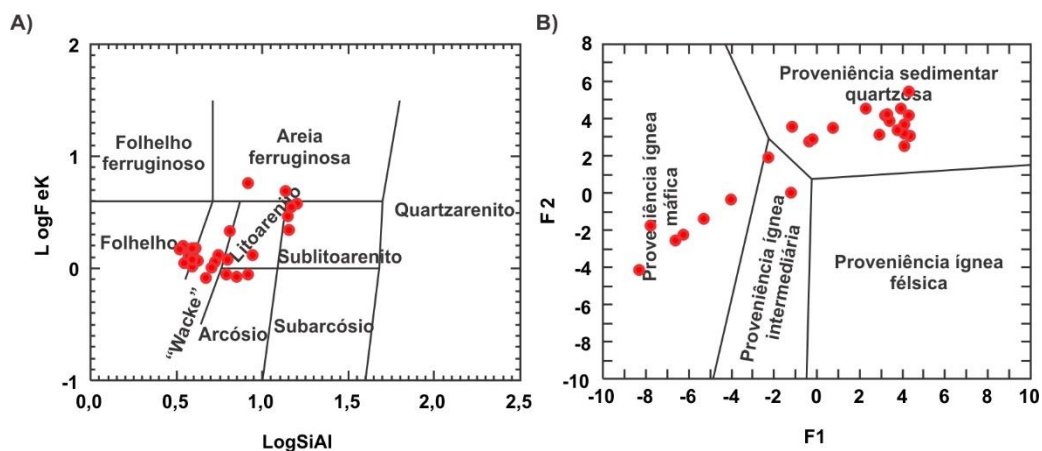 A)
2
1
0
-1
LogFeK
Folhelho
ferruginoso
Areia
ferruginosa
Folhelho
Litoarenito
Quartzarenito
Sublitoarenito
"Wacke"
Arcósio
Subarcósio
0,0 0,5 1,0 1,5 2,0 2,5
LogSiAl
B)
8
6
4
2
0
-2
-4
-6
-8
-10
F2
Proveniência sedimentar
quartzosa
Proveniência ígnea
máfica
Proveniência ígnea
intermediária
Proveniência ígnea
félsica
-10 -8 -6 -4 -2 0 2 4 6 8 10
F1